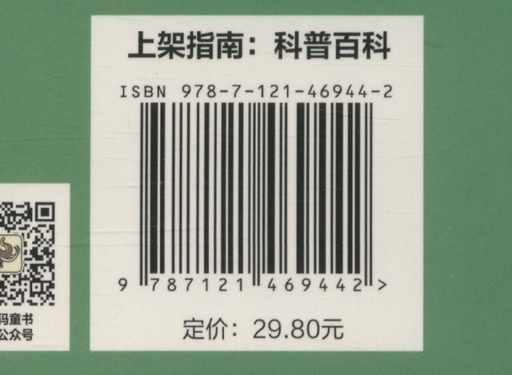 上架指南：科普百科
ISBN 978-7-121-46944-2
9 787121 469442 >
定价：29.80元
码童书
公众号